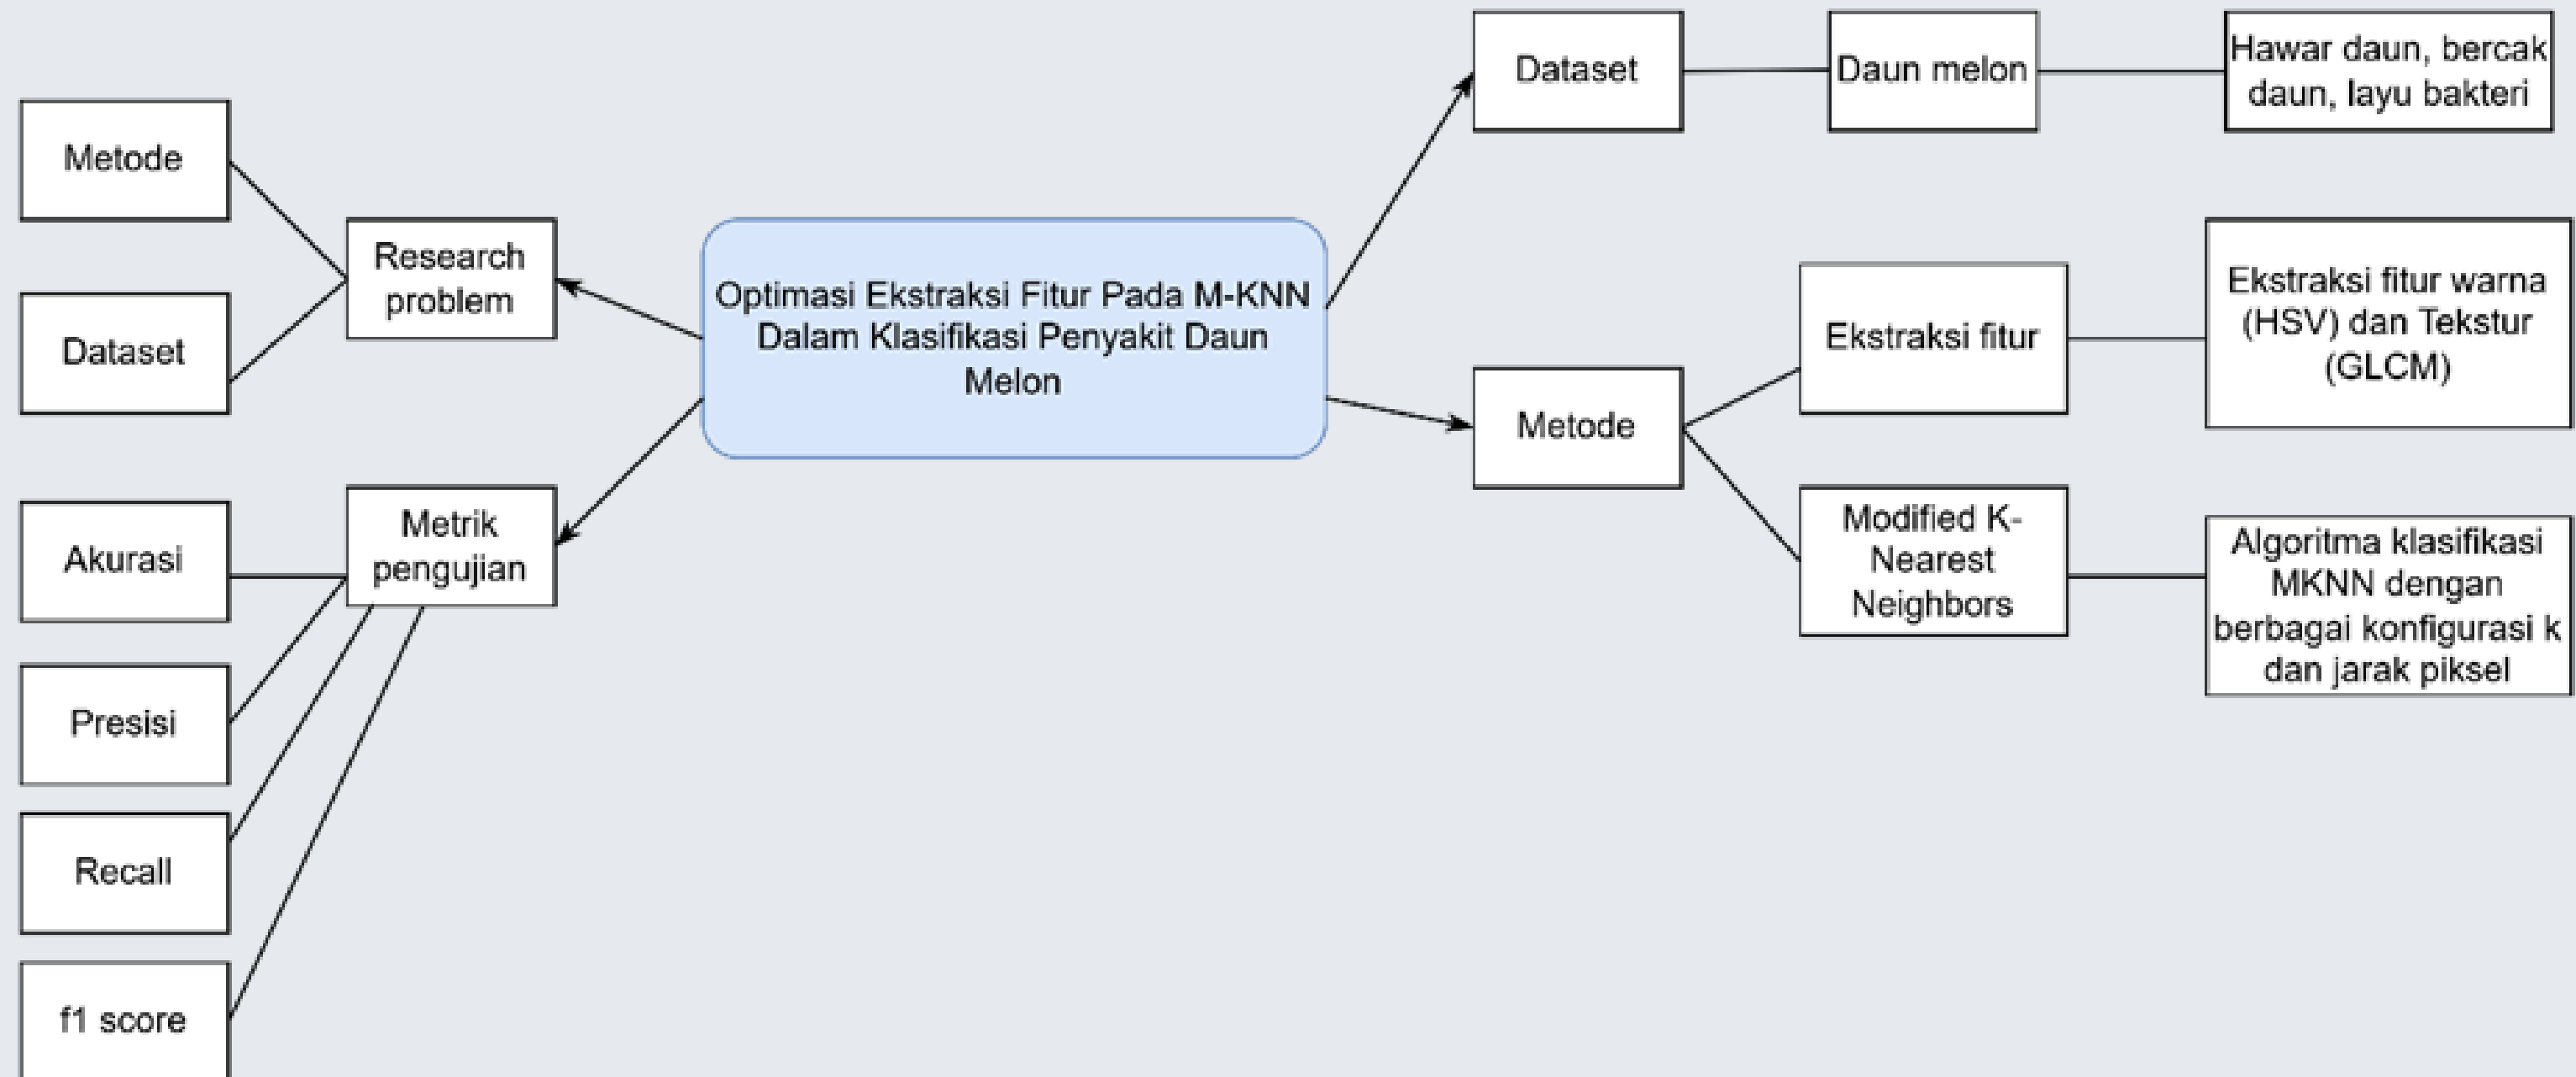 Metode
Dataset
Research
problem
Akurasi
Presisi
Recall
f1 score
Metrik
pengujian
Optimasi Ekstraksi Fitur Pada M-KNN
Dalam Klasifikasi Penyakit Daun
Melon
Dataset
Daun melon
Hawar daun, bercak
daun, layu bakteri
Metode
Ekstraksi fitur
Ekstraksi fitur warna
(HSV) dan Tekstur
(GLCM)
Modified K-
Nearest
Neighbors
Algoritma klasifikasi
MKNN dengan
berbagai konfigurasi k
dan jarak piksel